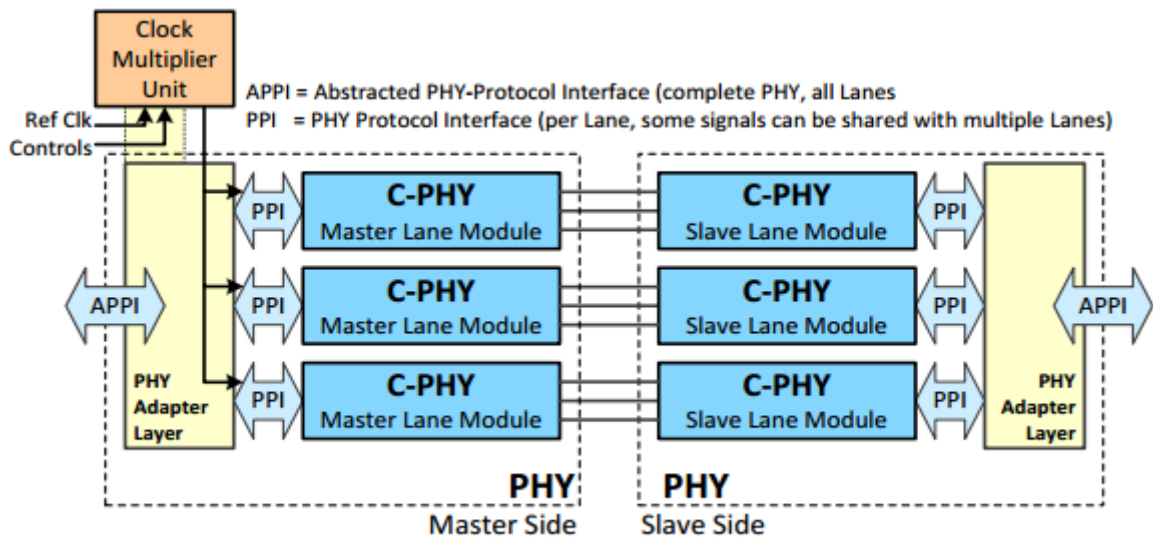 Clock
Multiplier
Unit
APPI = Abstracted PHY-Protocol Interface (complete PHY, all Lanes
Ref Clk
PPI = PHY Protocol Interface (per Lane, some signals can be shared with multiple Lanes)
Controls
C-PHY
Master Lane Module
C-PHY
Slave Lane Module
PPI
PPI
C-PHY
Master Lane Module
C-PHY
Slave Lane Module
APPI
PPI
PPI
APPI
C-PHY
Master Lane Module
C-PHY
Slave Lane Module
PPI
PPI
PHY
Adapter
Layer
PHY
Adapter
Layer
PHY
Master Side
PHY
Slave Side